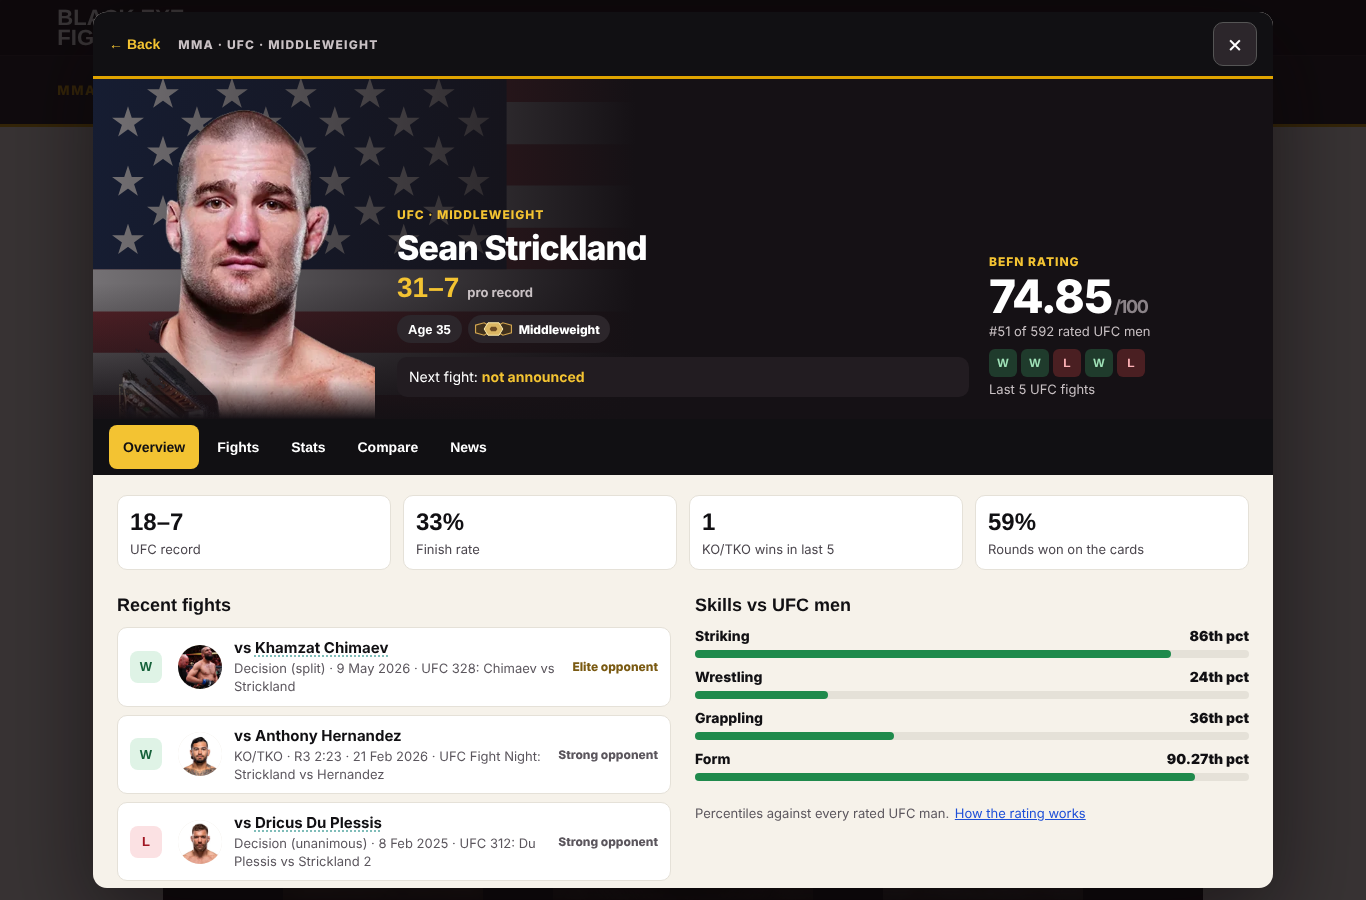 BLACK EYE
FIG
MMA
← Back
MMA · UFC · MIDDLEWEIGHT
×
UFC · MIDDLEWEIGHT
Sean Strickland
31–7 pro record
Age 35
Middleweight
Next fight: not announced
BEFN RATING
74.85/100
#51 of 592 rated UFC men
W W L W L
Last 5 UFC fights
Overview Fights Stats Compare News
18–7
UFC record
33%
Finish rate
1
KO/TKO wins in last 5
59%
Rounds won on the cards
Recent fights
W
vs Khamzat Chimaev
Decision (split) · 9 May 2026 · UFC 328: Chimaev vs
Strickland
Elite opponent
W
vs Anthony Hernandez
KO/TKO · R3 2:23 · 21 Feb 2026 · UFC Fight Night:
Strickland vs Hernandez
Strong opponent
L
vs Dricus Du Plessis
Decision (unanimous) · 8 Feb 2025 · UFC 312: Du
Plessis vs Strickland 2
Strong opponent
Skills vs UFC men
Striking 86th pct
Wrestling 24th pct
Grappling 36th pct
Form 90.27th pct
Percentiles against every rated UFC man. How the rating works